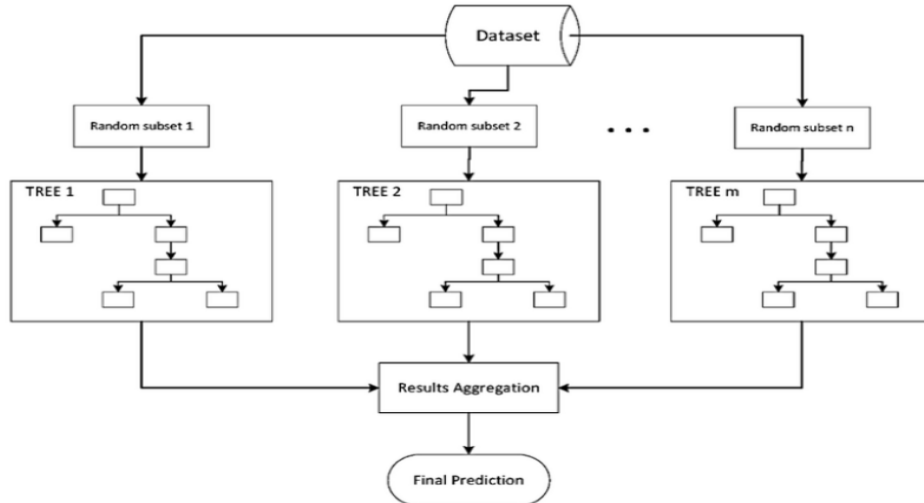 Dataset
Random subset 1
Random subset 2
...
Random subset n
TREE 1
TREE 2
TREE m
Results Aggregation
Final Prediction